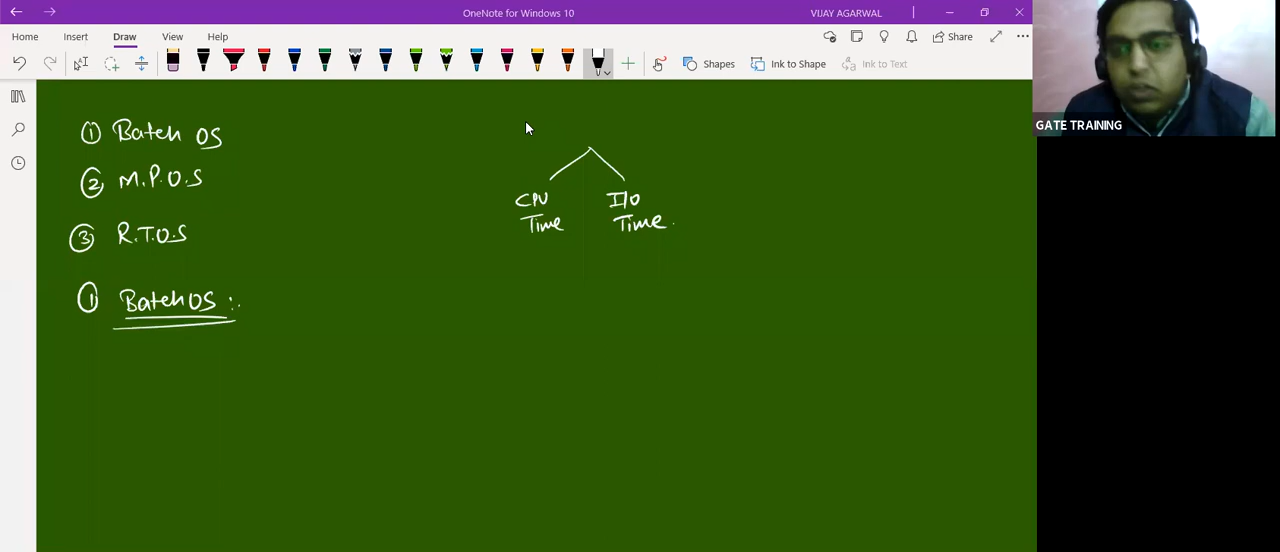 OneNote for Windows 10
VIJAY AGARWAL
Home Insert Draw View Help
Share
Shapes Ink to Shape Ink to Text
GATE TRAINING
① Batch OS
② M.P.O.S
③ R.T.O.S
① Batch OS :.
CPU Time
I/O Time.